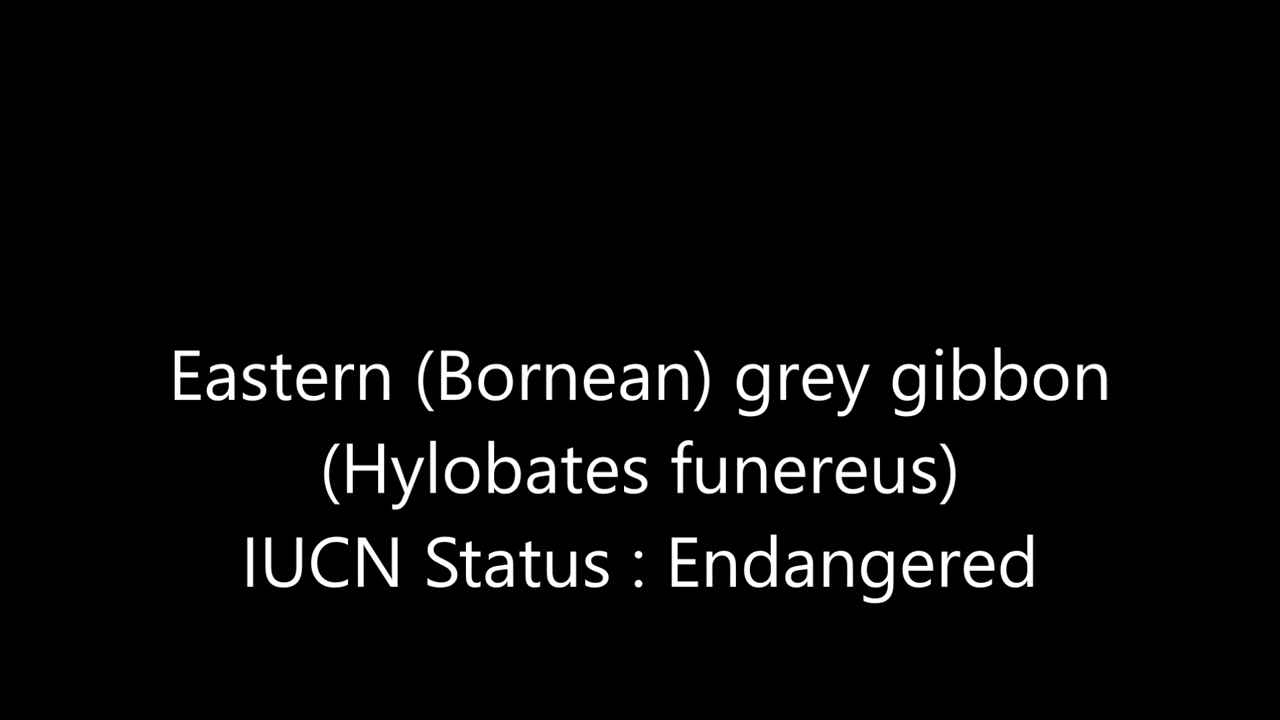 Eastern (Bornean) grey gibbon
(Hylobates funereus)
IUCN Status : Endangered